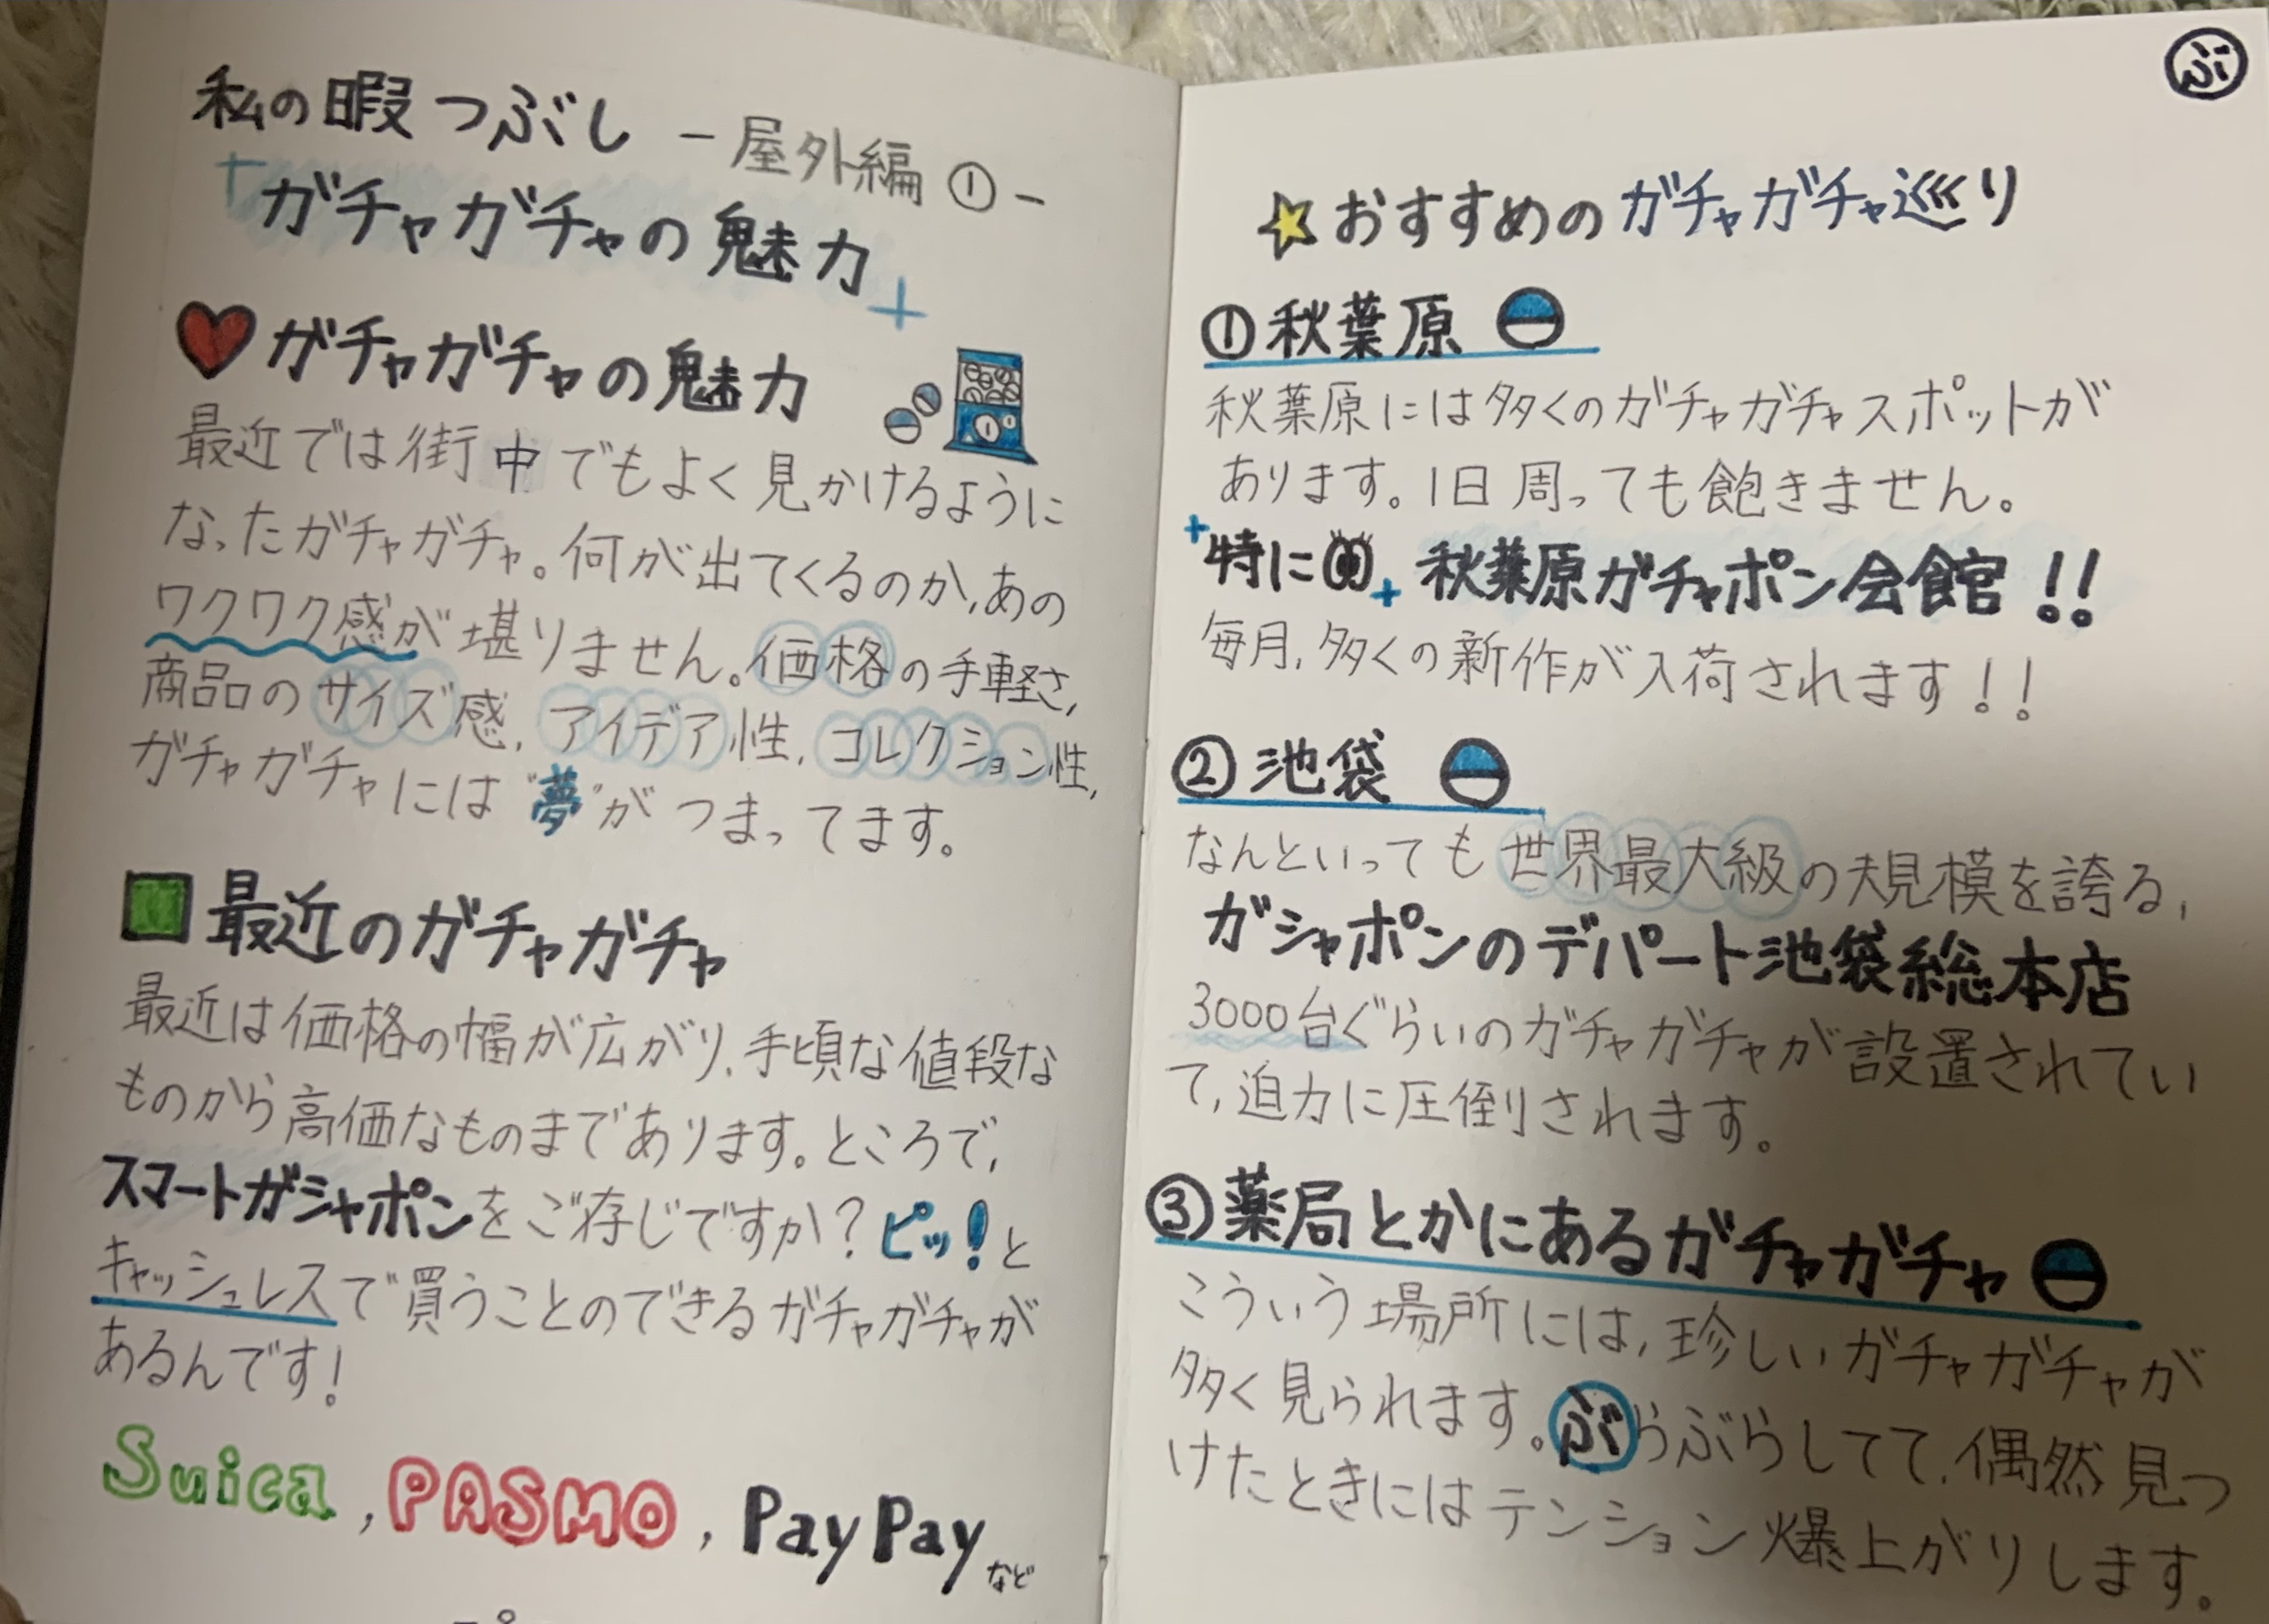 私の暇つぶし -屋外編①-
ガチャガチャの魅力
ガチャガチャの魅力
最近では街中でもよく見かけるように
なったガチャガチャ。何が出てくるのか、あの
ワクワク感が堪りません。価格の手軽さ、
商品のサイズ感、アイデア性、コレクション性、
ガチャガチャには“夢”がつまってます。
最近のガチャガチャ
最近は価格の幅が広がり、手頃な値段な
ものから高価なものまであります。ところで、
スマートガシャポンをご存じですか?ピッ!と
キャッシュレスで買うことのできるガチャガチャが
あるんです!
Suica, PASMO, PayPayなど
ぶ
☆おすすめのガチャガチャ巡り
①秋葉原
秋葉原には多くのガチャガチャスポットが
あります。1日周っても飽きません。
特に 秋葉原ガチャポン会館!!
毎月、多くの新作が入荷されます!!
②池袋
なんといっても世界最大級の規模を誇る、
ガシャポンのデパート池袋総本店
3000台ぐらいのガチャガチャが設置されてい
て、迫力に圧倒されます。
③薬局とかにあるガチャガチャ
こういう場所には、珍しいガチャガチャが
多く見られます。ぶらぶらしてて、偶然見つ
けたときにはテンション爆上がりします。